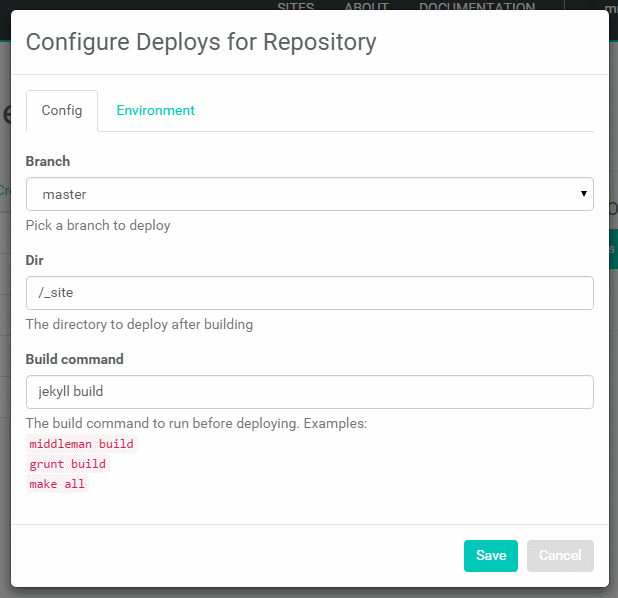 SITES ABOUT DOCUMENTATION
Configure Deploys for Repository
Config Environment
Branch
master
Pick a branch to deploy
Dir
/_site
The directory to deploy after building
Build command
jekyll build
The build command to run before deploying. Examples:
middleman build
grunt build
make all
Save Cancel